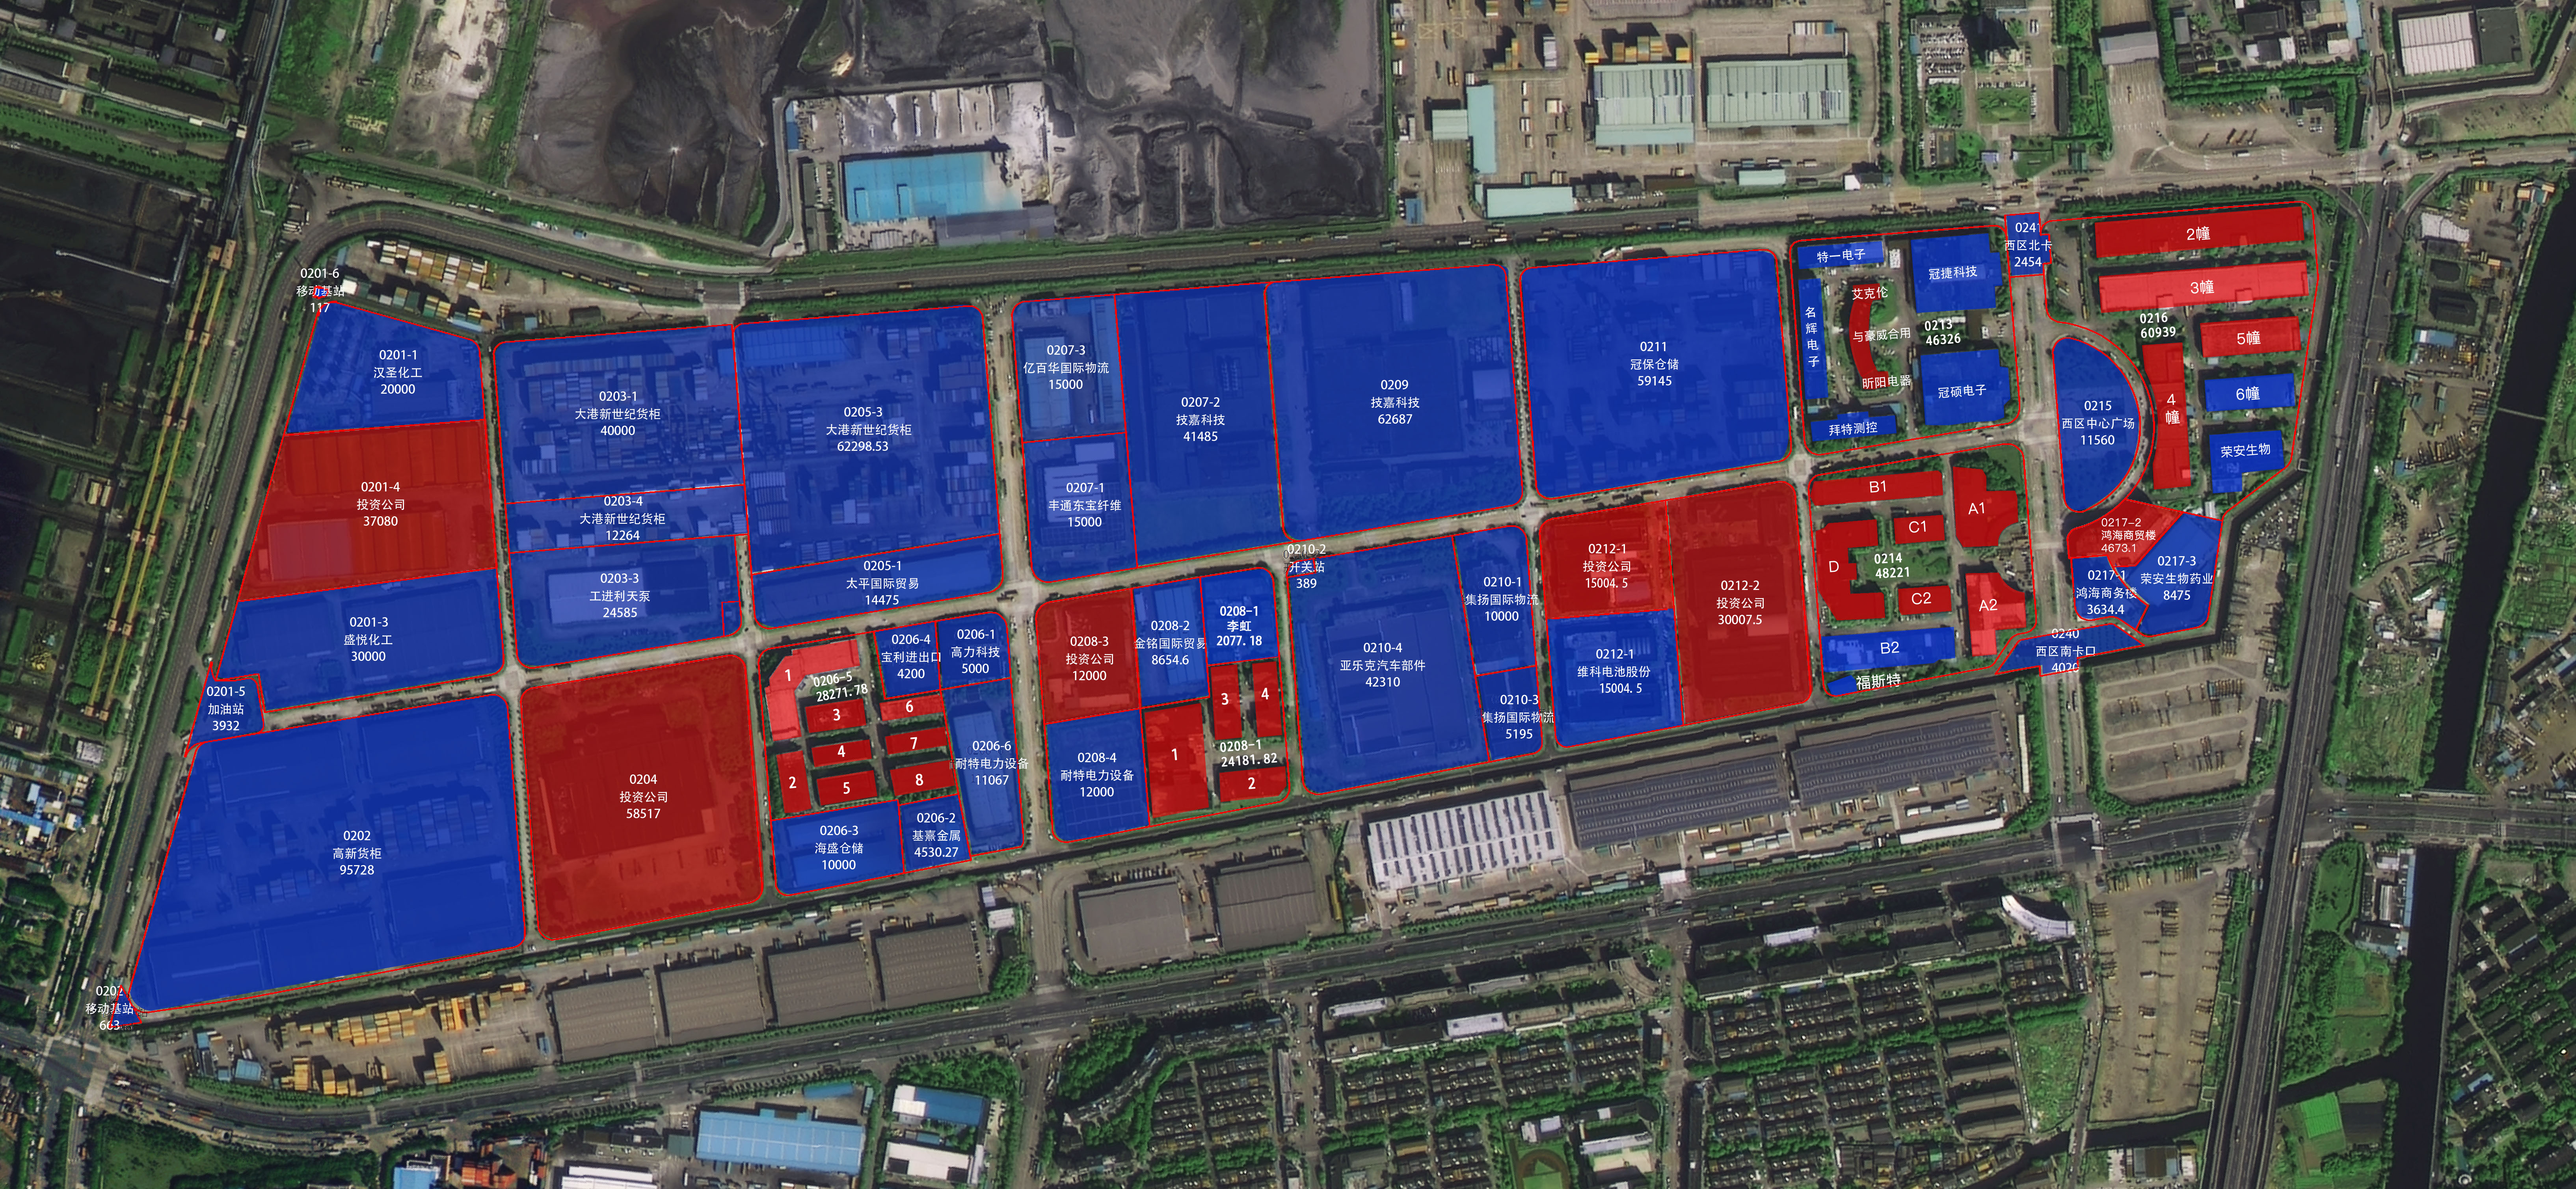 0201-6
移动基站
117
0201-1
汉圣化工
20000
0201-4
投资公司
37080
0201-3
盛悦化工
30000
0201-5
加油站
3932
0202
高新货柜
95728
0202
移动基站
663
0203-1
大港新世纪货柜
40000
0203-4
大港新世纪货柜
12264
0203-3
工进利天泵
24585
0204
投资公司
58517
0205-3
大港新世纪货柜
62298.53
0205-1
太平国际贸易
14475
0206-4
宝利进出口
4200
0206-1
高力科技
5000
1
0206-5
28271.78
3
6
4
7
2
5
8
0206-6
耐特电力设备
11067
0206-3
海盛仓储
10000
0206-2
基熹金属
4530.27
0207-3
亿百华国际物流
15000
0207-1
丰通东宝纤维
15000
0207-2
技嘉科技
41485
0209
技嘉科技
62687
0208-3
投资公司
12000
0208-2
金铭国际贸易
8654.6
0208-1
李虹
2077.18
0208-4
耐特电力设备
12000
1
3
4
0208-1
24181.82
2
0210-2
开关站
389
0210-4
亚乐克汽车部件
42310
0210-1
集扬国际物流
10000
0210-3
集扬国际物流
5195
0211
冠保仓储
59145
0212-1
投资公司
15004.5
0212-1
维科电池股份
15004.5
0212-2
投资公司
30007.5
特一电子
冠捷科技
名辉电子
艾克伦
与豪威合用
昕阳电器
0213
46326
冠硕电子
拜特测控
B1
A1
C1
D
0214
48221
C2
A2
B2
福斯特
0241
西区北卡
2454
2幢
3幢
0216
60939
5幢
4幢
6幢
荣安生物
0215
西区中心广场
11560
0217-2
鸿海商贸楼
4673.1
0217-3
荣安生物药业
8475
0217-1
鸿海商务楼
3634.4
0240
西区南卡口
4020